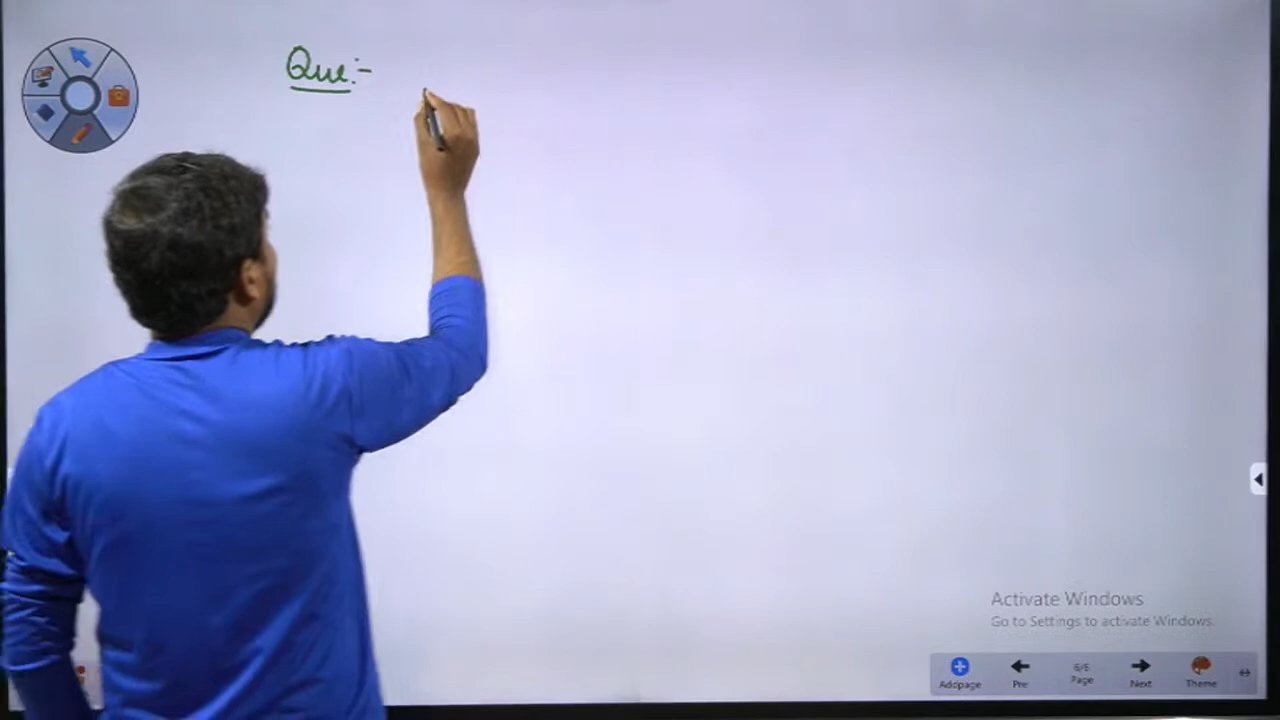 Que:-
Activate Windows
Go to Settings to activate Windows.
Addpage
Pre
6/6
Page
Next
Theme